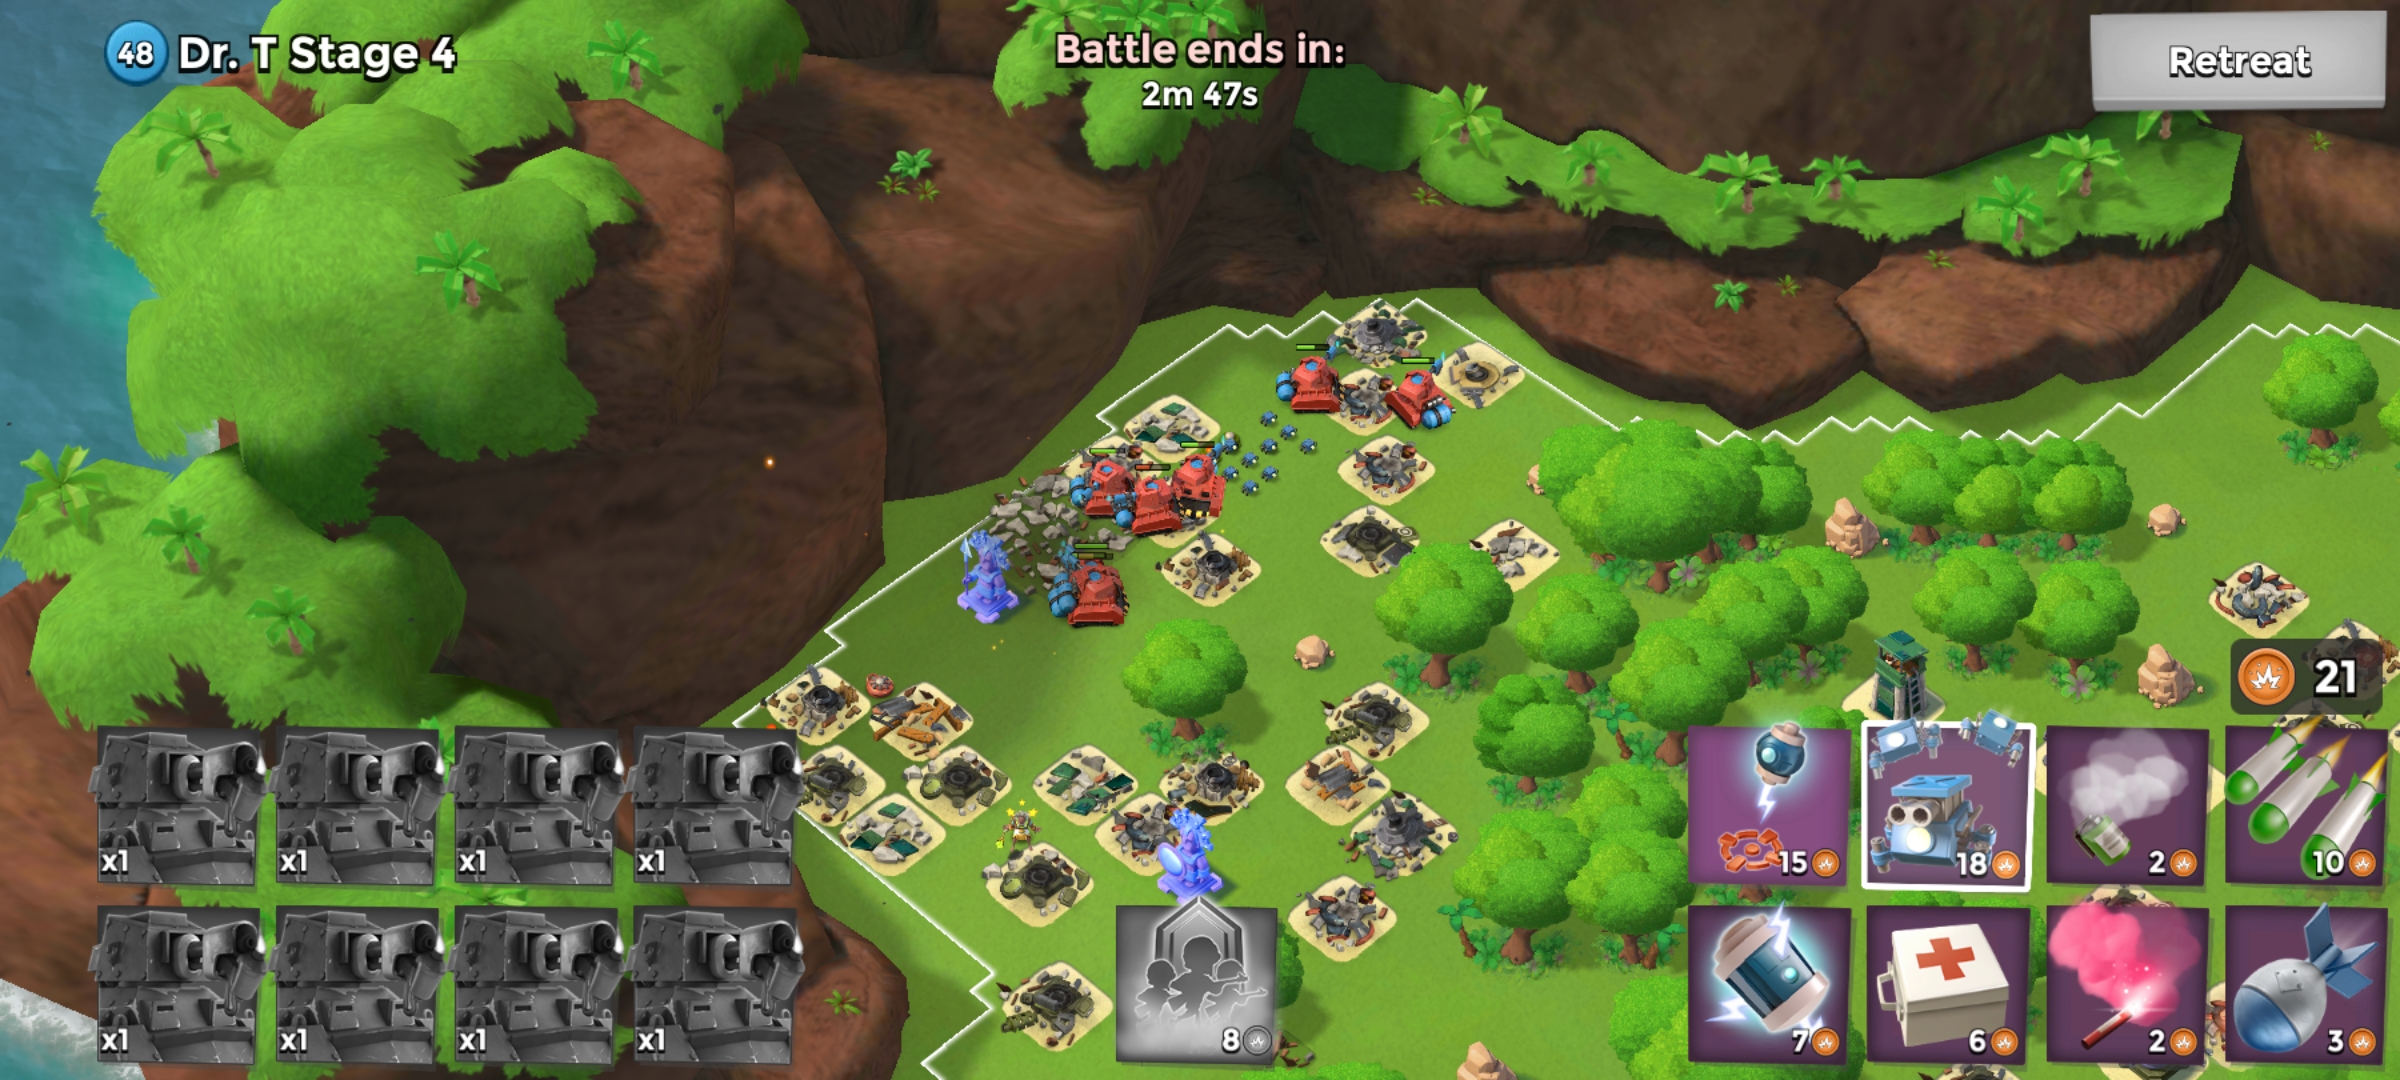 48 Dr. T Stage 4
Battle ends in:
2m 47s
Retreat
21
x1 x1 x1 x1
15 18 2 10
x1 x1 x1 x1
8
7 6 2 3